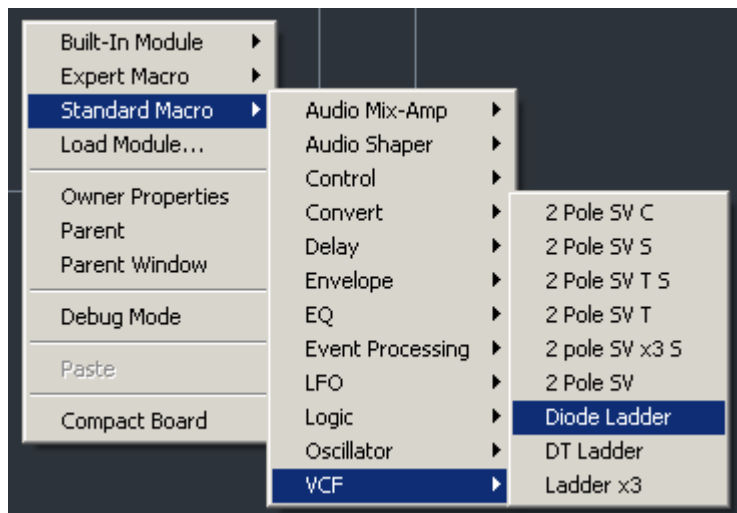 Built-In Module
Expert Macro
Standard Macro
Load Module...
Owner Properties
Parent
Parent Window
Debug Mode
Paste
Compact Board
Audio Mix-Amp
Audio Shaper
Control
Convert
Delay
Envelope
EQ
Event Processing
LFO
Logic
Oscillator
VCF
2 Pole SV C
2 Pole SV S
2 Pole SV T S
2 Pole SV T
2 pole SV x3 S
2 Pole SV
Diode Ladder
DT Ladder
Ladder x3